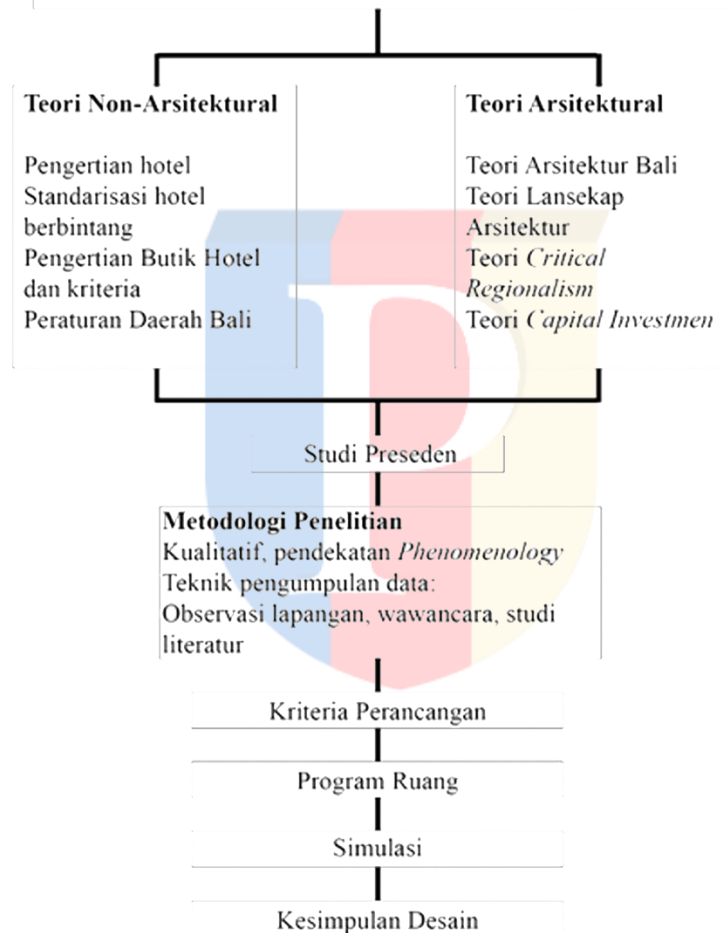 Teori Non-Arsitektural
Pengertian hotel
Standarisasi hotel
berbintang
Pengertian Butik Hotel
dan kriteria
Peraturan Daerah Bali
Teori Arsitektural
Teori Arsitektur Bali
Teori Lansekap
Arsitektur
Teori Critical
Regionalism
Teori Capital Investmen
Studi Preseden
Metodologi Penelitian
Kualitatif, pendekatan Phenomenology
Teknik pengumpulan data:
Observasi lapangan, wawancara, studi
literatur
Kriteria Perancangan
Program Ruang
Simulasi
Kesimpulan Desain